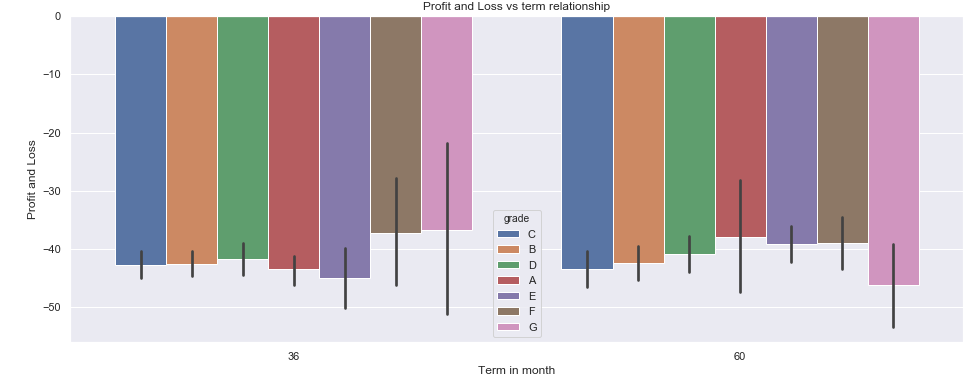 Profit and Loss vs term relationship
0
−10
−20
−30
−40
−50
Profit and Loss
grade
C
B
D
A
E
F
G
36
60
Term in month